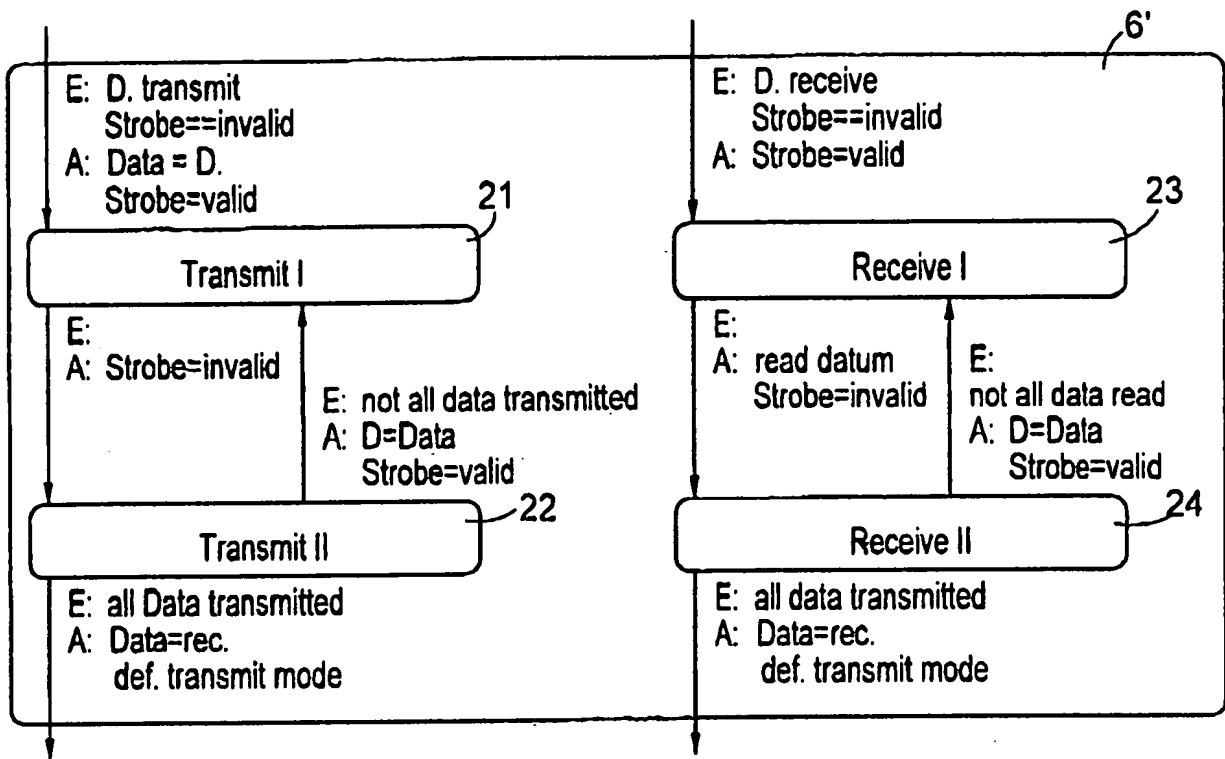 6'
E: D. transmit
Strobe==invalid
A: Data = D.
Strobe=valid
21
Transmit I
E:
A: Strobe=invalid
E: not all data transmitted
A: D=Data
Strobe=valid
22
Transmit II
E: all Data transmitted
A: Data=rec.
def. transmit mode
E: D. receive
Strobe==invalid
A: Strobe=valid
23
Receive I
E:
A: read datum
Strobe=invalid
E:
not all data read
A: D=Data
Strobe=valid
24
Receive II
E: all data transmitted
A: Data=rec.
def. transmit mode